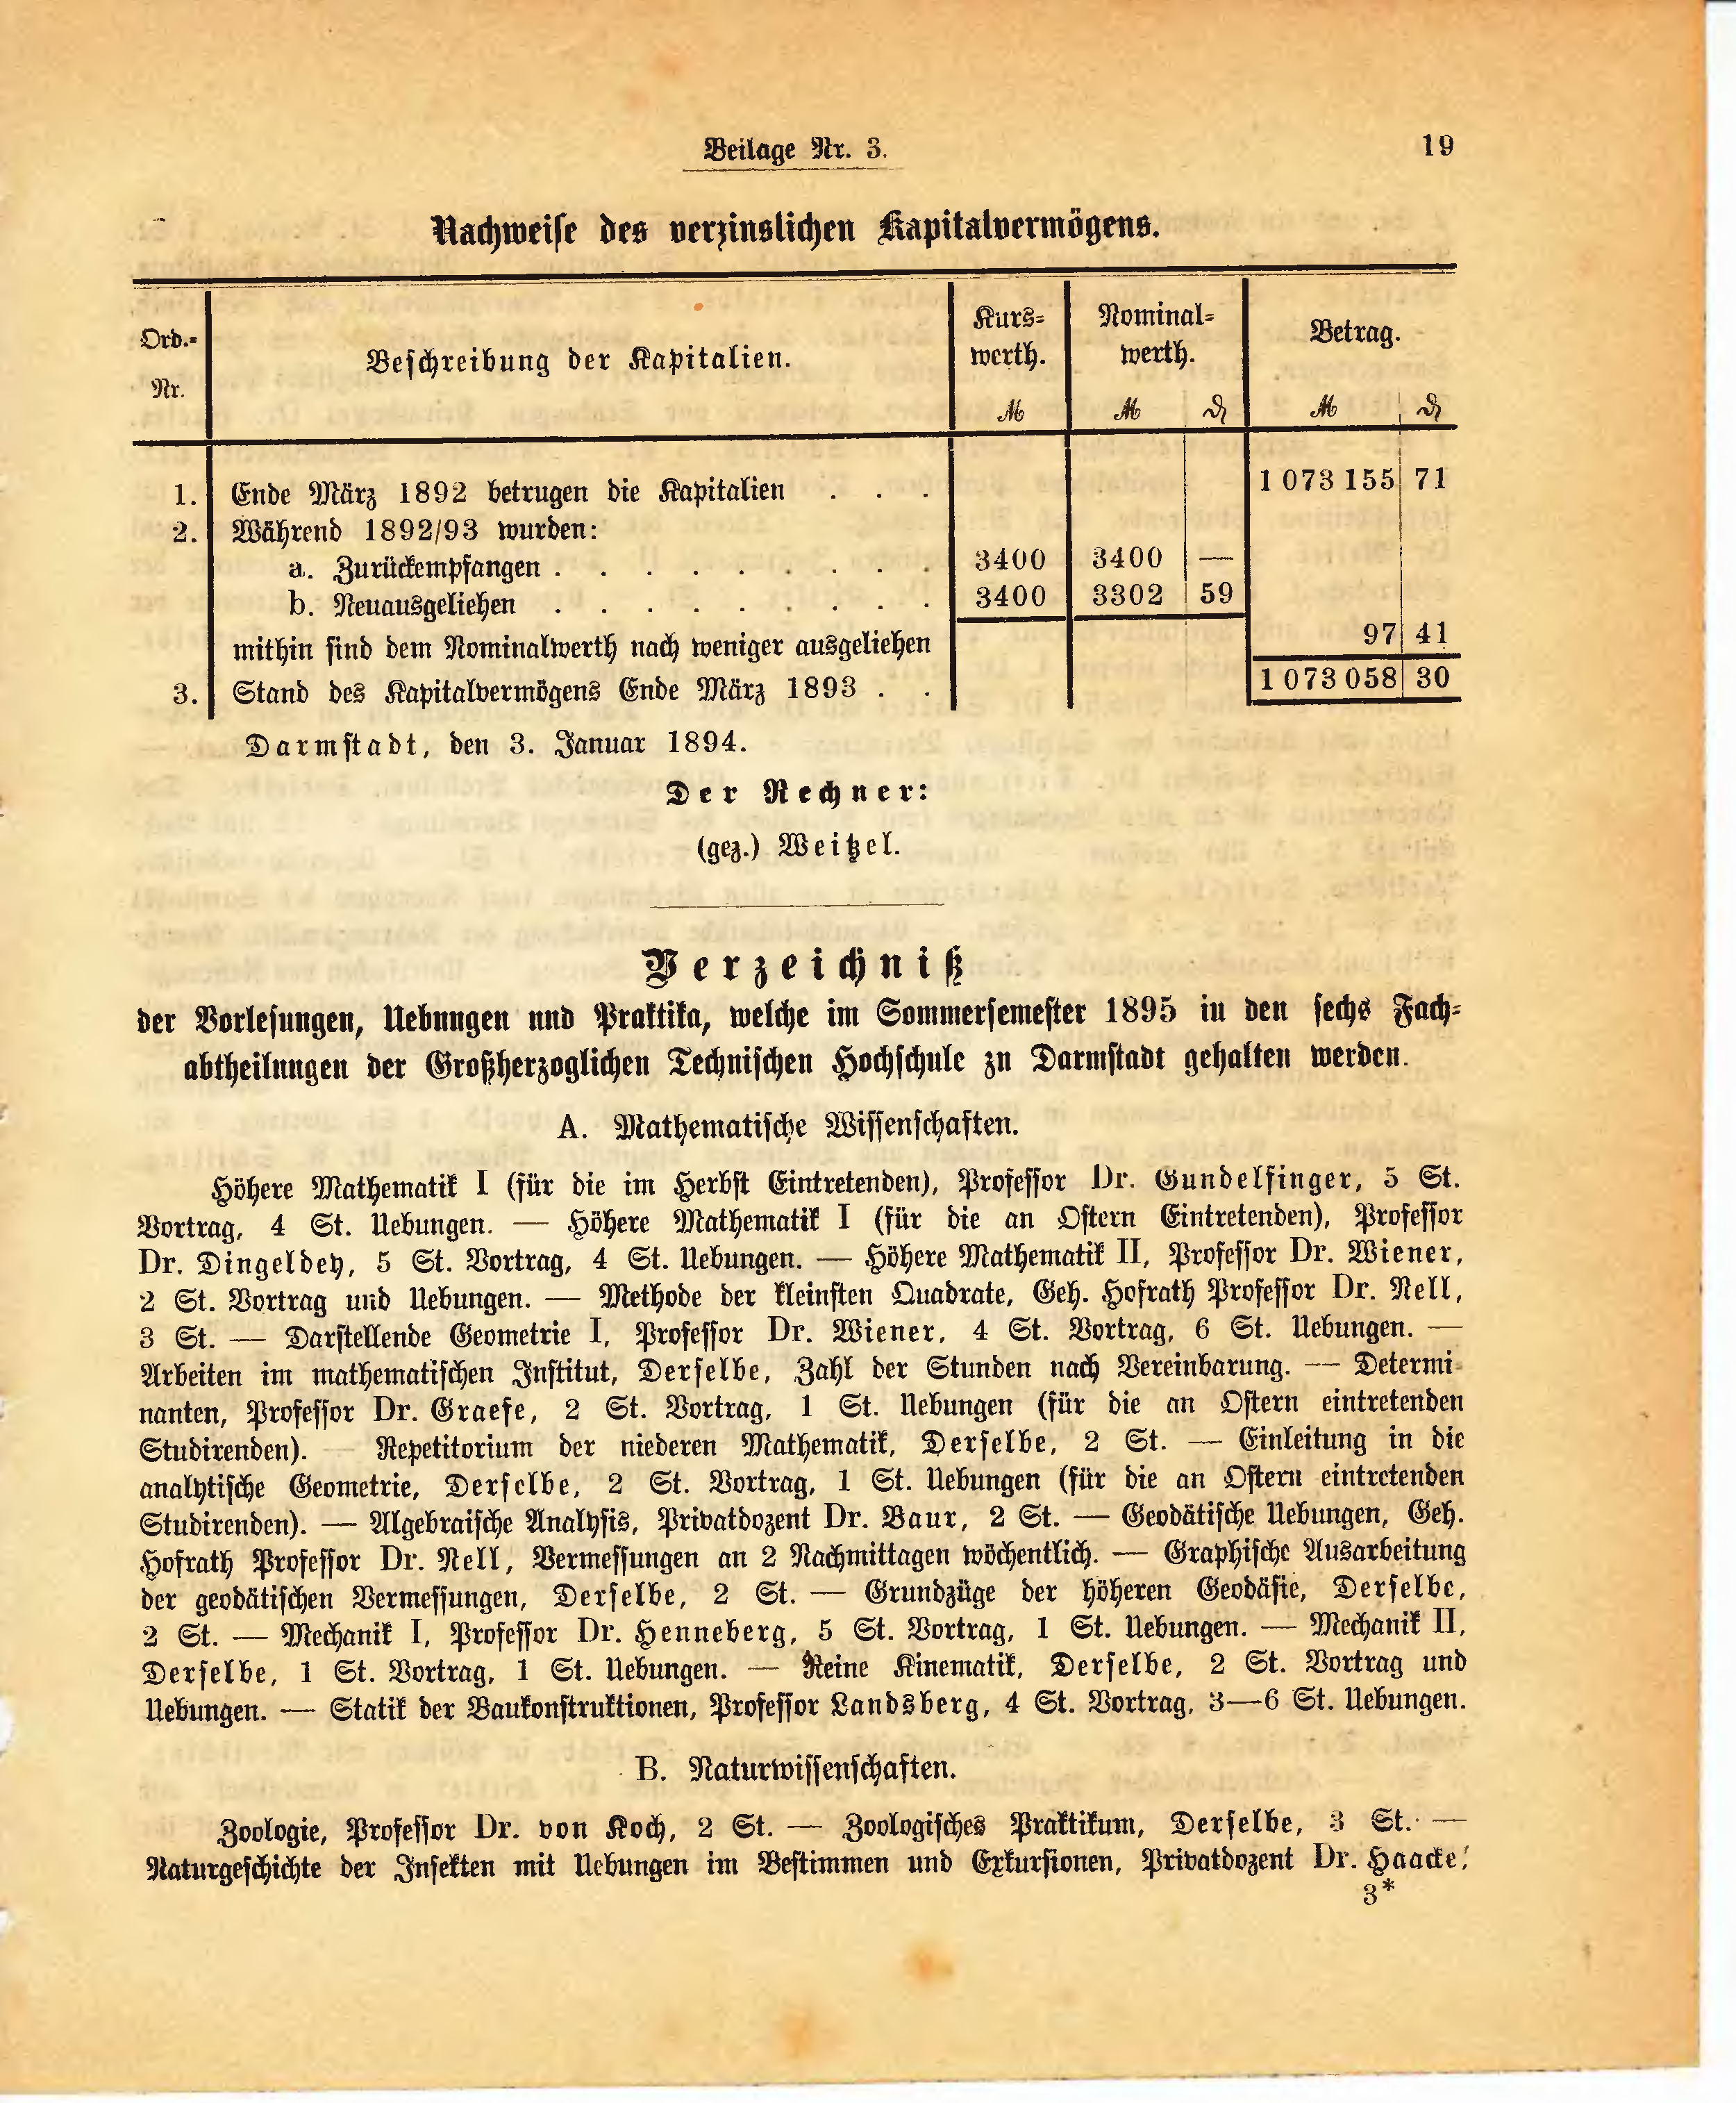 Beilage Nr. 3.
19
Nachweise des verzinslichen Kapitalvermögens.
Ord.- Nr. Beschreibung der Kapitalien. Kurs- werth. Nominal- werth. Betrag.
ℳ ℳ ₰ ℳ ₰
1. Ende März 1892 betrugen die Kapitalien . . . 1 073 155 71
2. Während 1892/93 wurden:
a. Zurückempfangen . . . . . . . . . 3400 3400 —
b. Neuausgeliehen . . . . . . . . . 3400 3302 59
mithin sind dem Nominalwerth nach weniger ausgeliehen 97 41
3. Stand des Kapitalvermögens Ende März 1893 . . 1 073 058 30
Darmstadt, den 3. Januar 1894.
Der Rechner:
(gez.) Weitzel.
Verzeichniß
der Vorlesungen, Uebungen und Praktika, welche im Sommersemester 1895 in den sechs Fach-
abtheilungen der Großherzoglichen Technischen Hochschule zu Darmstadt gehalten werden.
A. Mathematische Wissenschaften.
Höhere Mathematik I (für die im Herbst Eintretenden), Professor Dr. Gundelfinger, 5 St.
Vortrag, 4 St. Uebungen. — Höhere Mathematik I (für die an Ostern Eintretenden), Professor
Dr. Dingeldey, 5 St. Vortrag, 4 St. Uebungen. — Höhere Mathematik II, Professor Dr. Wiener,
2 St. Vortrag und Uebungen. — Methode der kleinsten Quadrate, Geh. Hofrath Professor Dr. Nell,
3 St. — Darstellende Geometrie I, Professor Dr. Wiener, 4 St. Vortrag, 6 St. Uebungen. —
Arbeiten im mathematischen Institut, Derselbe, Zahl der Stunden nach Vereinbarung. — Determi-
nanten, Professor Dr. Graefe, 2 St. Vortrag, 1 St. Uebungen (für die an Ostern eintretenden
Studirenden). — Repetitorium der niederen Mathematik, Derselbe, 2 St. — Einleitung in die
analytische Geometrie, Derselbe, 2 St. Vortrag, 1 St. Uebungen (für die an Ostern eintretenden
Studirenden). — Algebraische Analysis, Privatdozent Dr. Baur, 2 St. — Geodätische Uebungen, Geh.
Hofrath Professor Dr. Nell, Vermessungen an 2 Nachmittagen wöchentlich. — Graphische Ausarbeitung
der geodätischen Vermessungen, Derselbe, 2 St. — Grundzüge der höheren Geodäsie, Derselbe,
2 St. — Mechanik I, Professor Dr. Henneberg, 5 St. Vortrag, 1 St. Uebungen. — Mechanik II,
Derselbe, 1 St. Vortrag, 1 St. Uebungen. — Reine Kinematik, Derselbe, 2 St. Vortrag und
Uebungen. — Statik der Baukonstruktionen, Professor Landsberg, 4 St. Vortrag, 3—6 St. Uebungen.
B. Naturwissenschaften.
Zoologie, Professor Dr. von Koch, 2 St. — Zoologisches Praktikum, Derselbe, 3 St. —
Naturgeschichte der Insekten mit Uebungen im Bestimmen und Exkursionen, Privatdozent Dr. Haacke,
3*